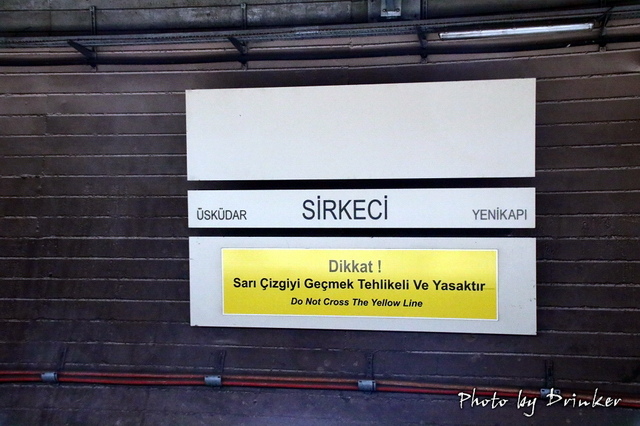 ÜSKÜDAR SİRKECİ YENİKAPI
Dikkat !
Sarı Çizgiyi Geçmek Tehlikeli Ve Yasaktır
Do Not Cross The Yellow Line
Photo by Drinker